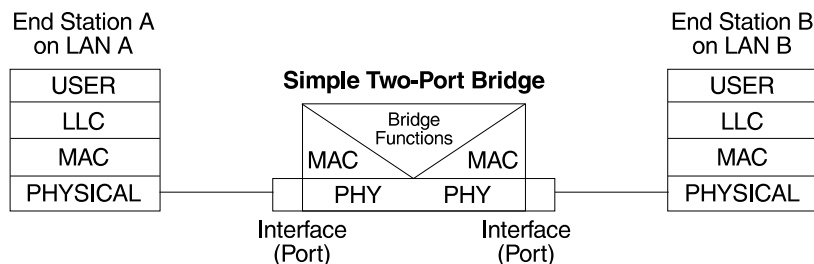 End Station A
on LAN A
USER
LLC
MAC
PHYSICAL
Simple Two-Port Bridge
Bridge
Functions
MAC
MAC
PHY
PHY
Interface
(Port)
Interface
(Port)
End Station B
on LAN B
USER
LLC
MAC
PHYSICAL